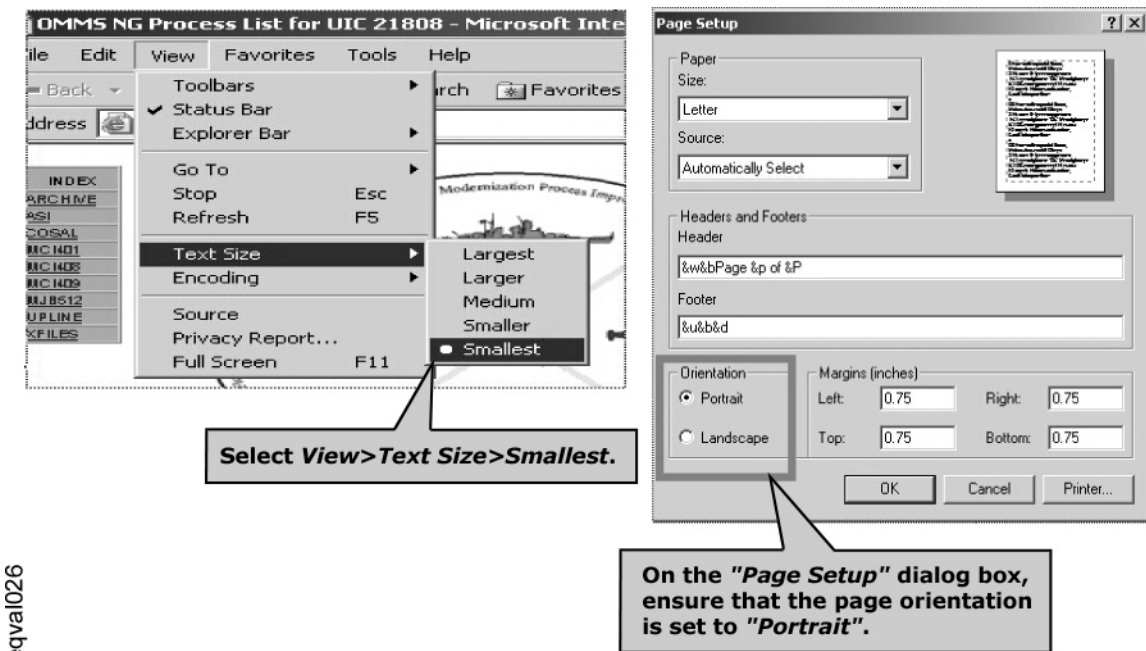 OMMS NG Process List for UIC 21808 - Microsoft Inte
ile Edit View Favorites Tools Help
Back
rch Favorites
ddress
Toolbars
Status Bar
Explorer Bar
Go To
Stop Esc
Refresh F5
Text Size
Encoding
Source
Privacy Report...
Full Screen F11
Largest
Larger
Medium
Smaller
Smallest
INDEX
ARCHIVE
ASI
COSAL
UPLINE
XFILES
Modernization Process Impr
Select View>Text Size>Smallest.
Page Setup
Paper
Size:
Letter
Source:
Automatically Select
Headers and Footers
Header
&w&bPage &p of &P
Footer
&u&b&d
Orientation
Portrait
Landscape
Margins (inches)
Left: 0.75 Right: 0.75
Top: 0.75 Bottom: 0.75
OK Cancel Printer...
On the "Page Setup" dialog box,
ensure that the page orientation
is set to "Portrait".
eqval026